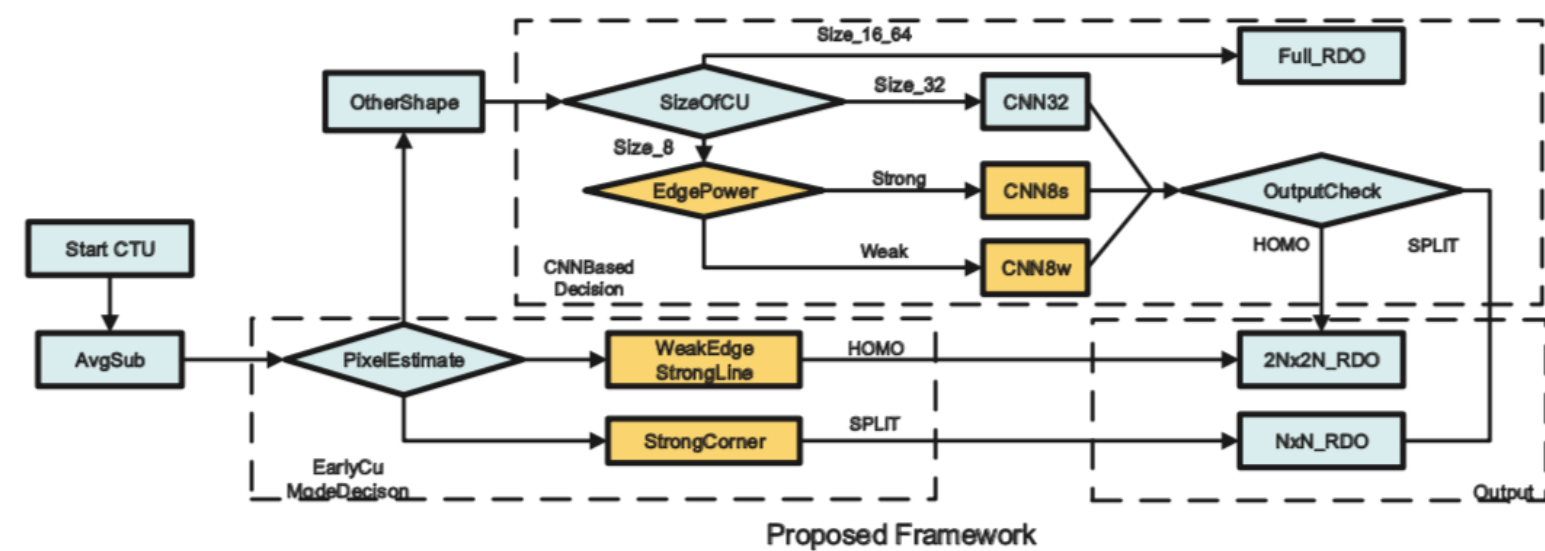 Size_16_64
Full_RDO
OtherShape
SizeOfCU
Size_32
CNN32
Size_8
EdgePower
Strong
CNN8s
OutputCheck
Start CTU
HOMO
SPLIT
Weak
CNN8w
CNNBased
Decision
AvgSub
PixelEstimate
WeakEdge
StrongLine
HOMO
2Nx2N_RDO
StrongCorner
SPLIT
NxN_RDO
EarlyCu
ModeDecison
Output
Proposed Framework